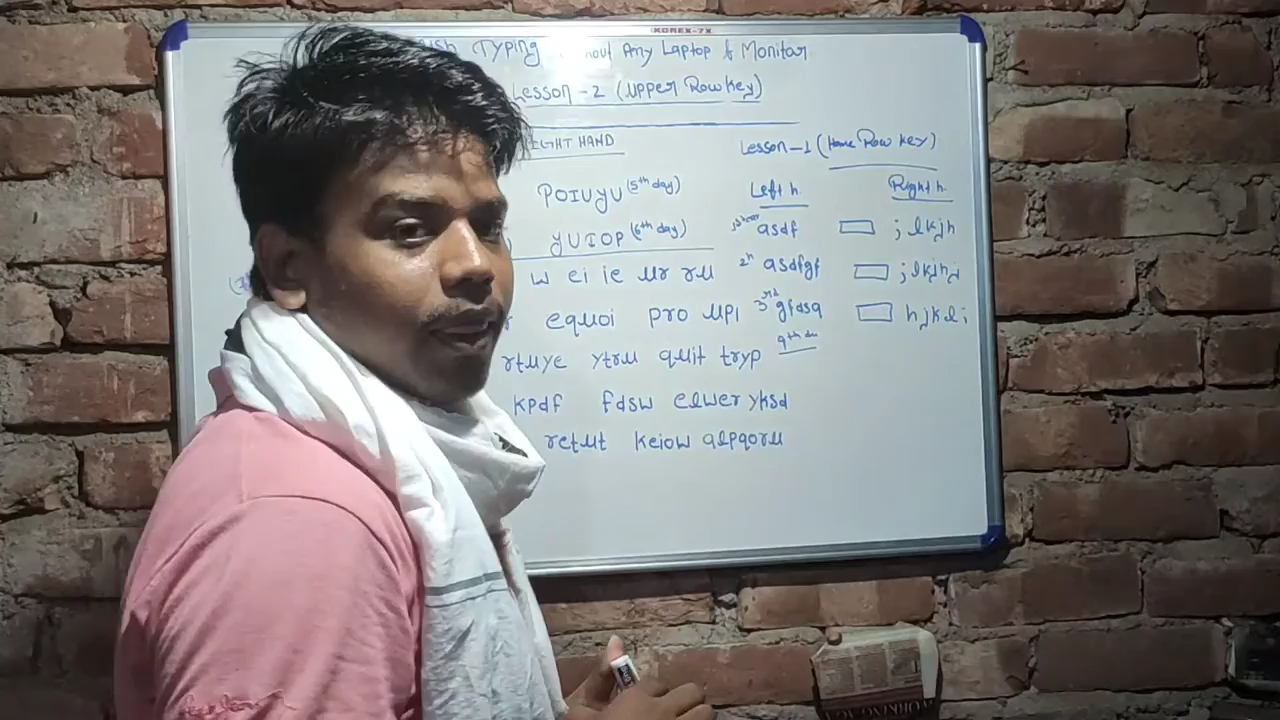 KOREX-7X
Typing Any Laptop & Monitor
Lesson-2 (Upper Row Key)
HAND Lesson-1 (Home Row Key)
POIUYU (5th day) Left h. Right h.
YUIOP (6th day) asdf ; lkjh
w ei ie ur ru asdfgf ; lkjhj
equoi pro upi 3rd gfdsa hjkl;
rtuye ytru quit tryp
kpdf fdsw elwer yksd
retut keiow alpqoru